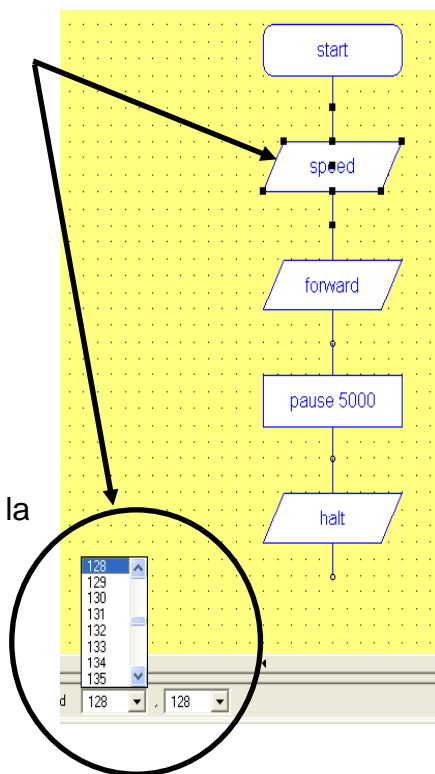 start
speed
forward
pause 5000
la
halt
128
129
130
131
132
133
134
135
d 128 , 128